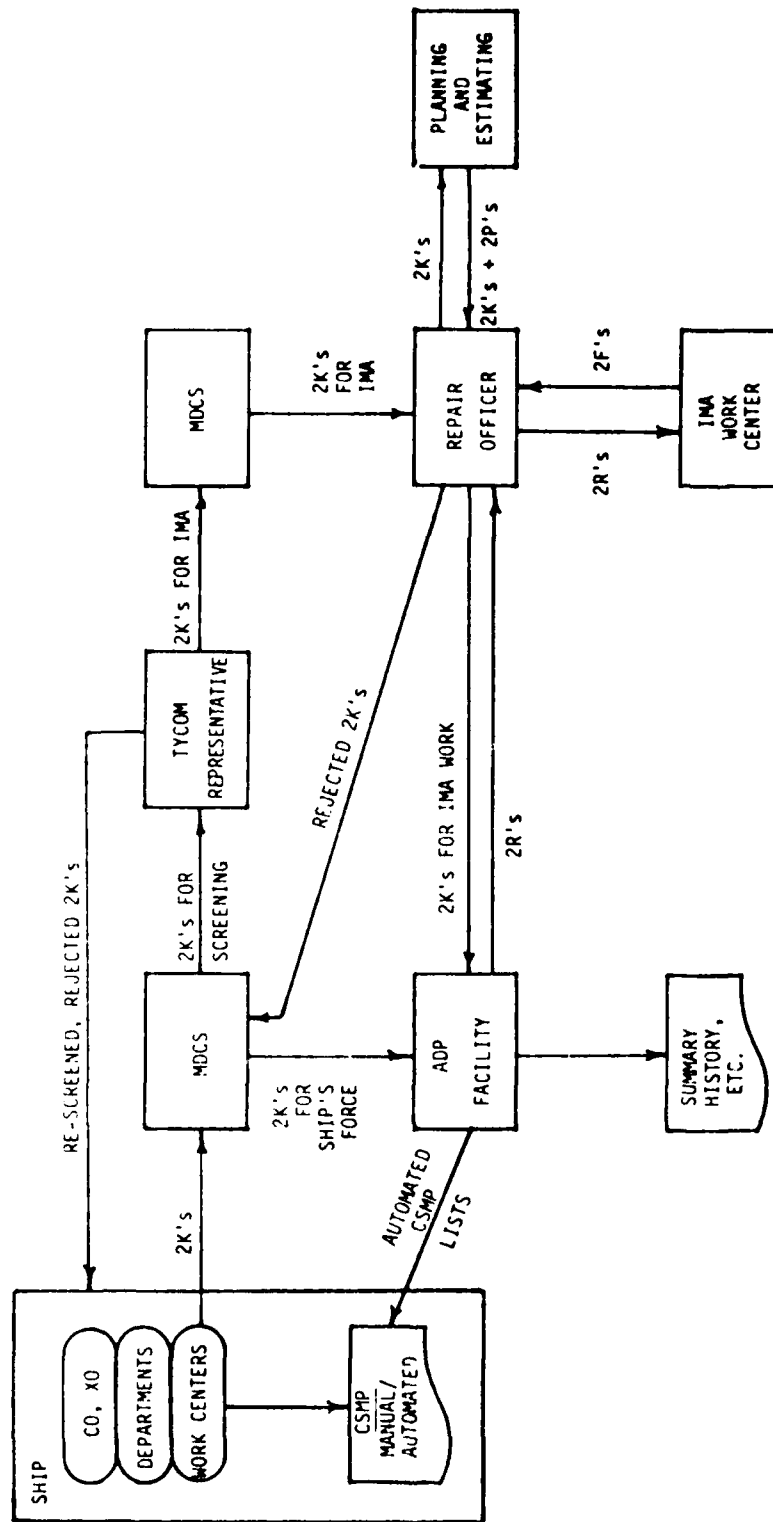 SHIP
CO, XO
DEPARTMENTS
WORK CENTERS
CSMP
MANUAL/
AUTOMATED
RE-SCREENED, REJECTED 2K's
2K's
MDCS
2K's FOR
SCREENING
TYCOM
REPRESENTATIVE
2K's FOR IMA
MDCS
2K's
FOR
SHIP'S
FORCE
REJECTED 2K's
2K's
FOR
IMA
AUTOMATED
CSMP
LISTS
ADP
FACILITY
2K's FOR IMA WORK
2R's
REPAIR
OFFICER
2K's
2K's + 2P's
PLANNING
AND
ESTIMATING
SUMMARY
HISTORY,
ETC.
2R's
2F's
IMA
WORK
CENTER